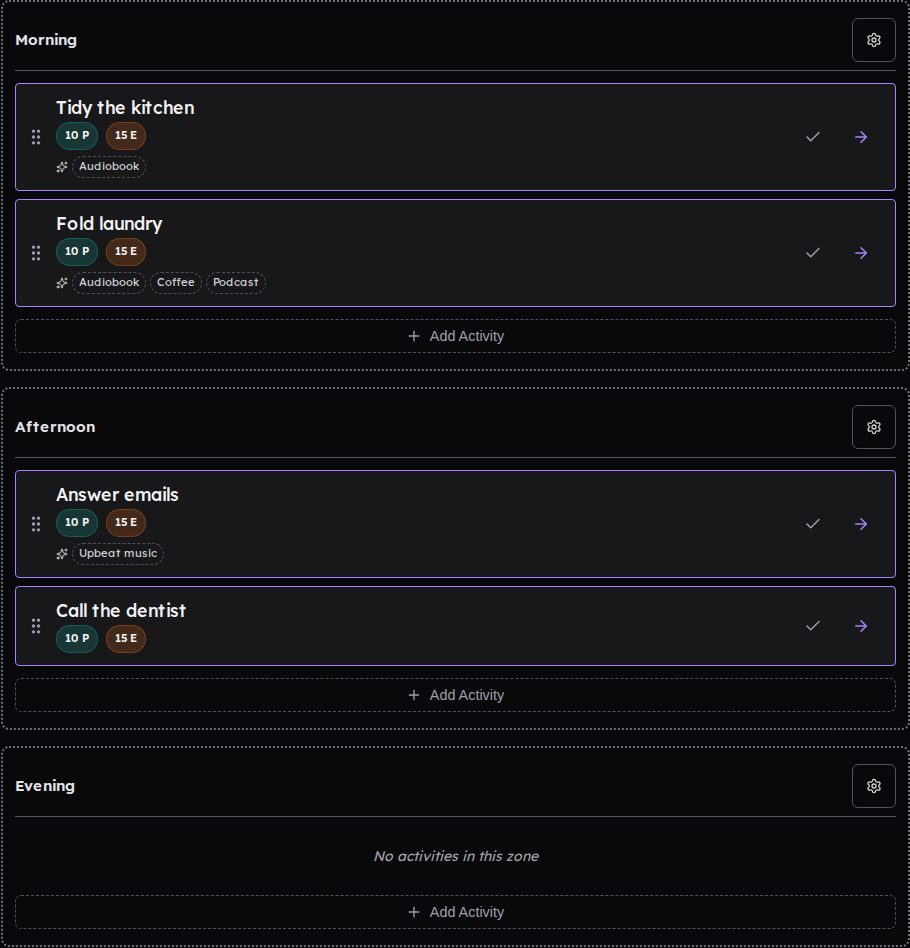 Morning
Tidy the kitchen
10 P 15 E
Audiobook
Fold laundry
10 P 15 E
Audiobook Coffee Podcast
+ Add Activity
Afternoon
Answer emails
10 P 15 E
Upbeat music
Call the dentist
10 P 15 E
+ Add Activity
Evening
No activities in this zone
+ Add Activity